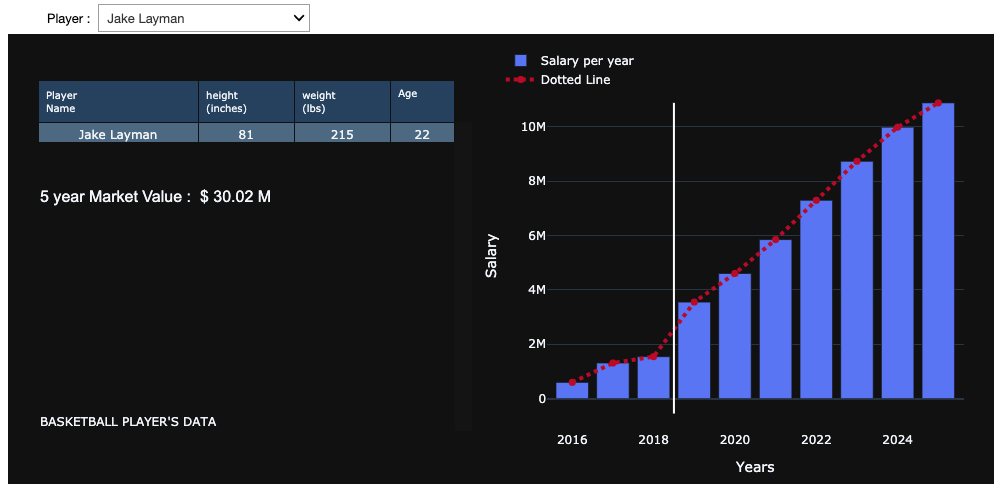 Player : Jake Layman
Salary per year
Dotted Line
Player
Name
height
(inches)
weight
(lbs)
Age
Jake Layman 81 215 22
5 year Market Value : $ 30.02 M
BASKETBALL PLAYER'S DATA
Salary
10M
8M
6M
4M
2M
0
2016 2018 2020 2022 2024
Years